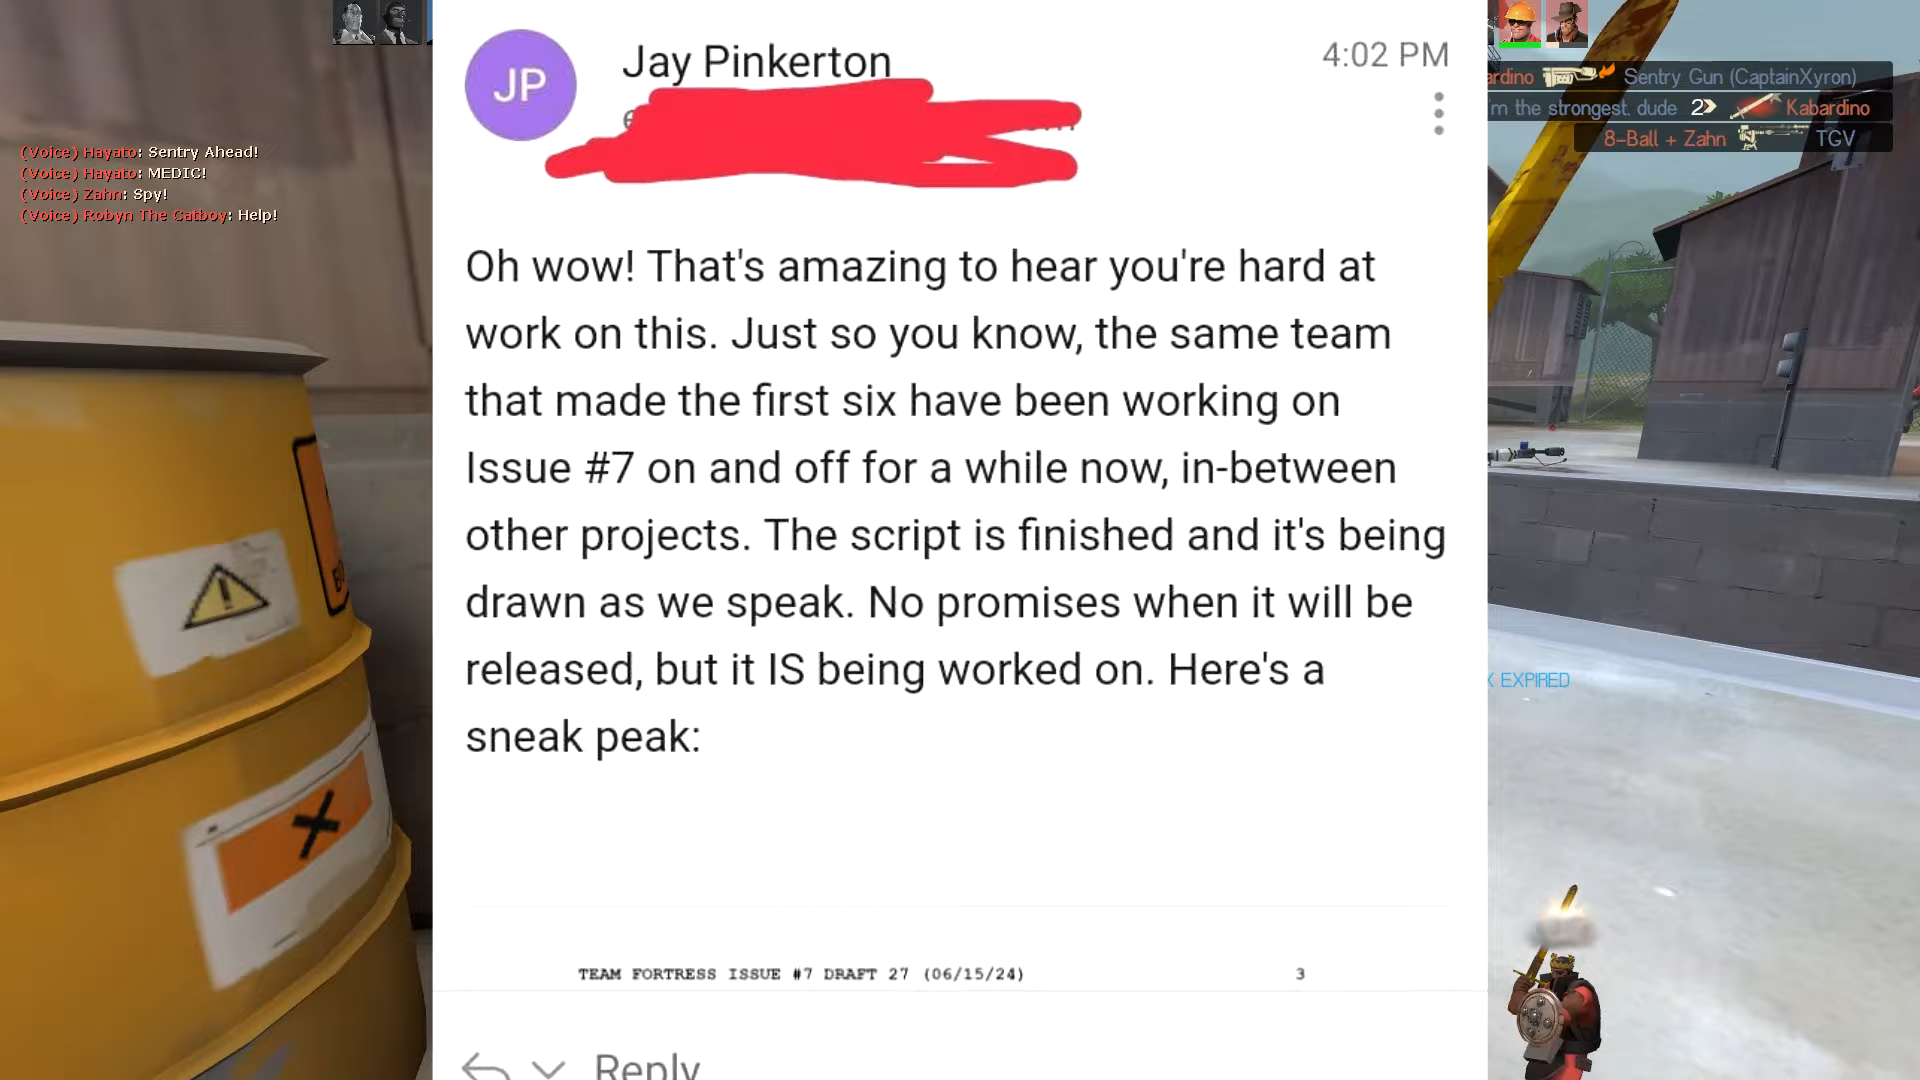 JP
Jay Pinkerton
4:02 PM
Oh wow! That's amazing to hear you're hard at
work on this. Just so you know, the same team
that made the first six have been working on
Issue #7 on and off for a while now, in-between
other projects. The script is finished and it's being
drawn as we speak. No promises when it will be
released, but it IS being worked on. Here's a
sneak peak:
TEAM FORTRESS ISSUE #7 DRAFT 27 (06/15/24) 3
Reply
(Voice) Hayato: Sentry Ahead!
(Voice) Hayato: MEDIC!
(Voice) Zahn: Spy!
(Voice) Robyn The Catboy: Help!
Sentry Gun (CaptainXyron)
'm the strongest. dude 2 Kabardino
8-Ball + Zahn TGV
EXPIRED